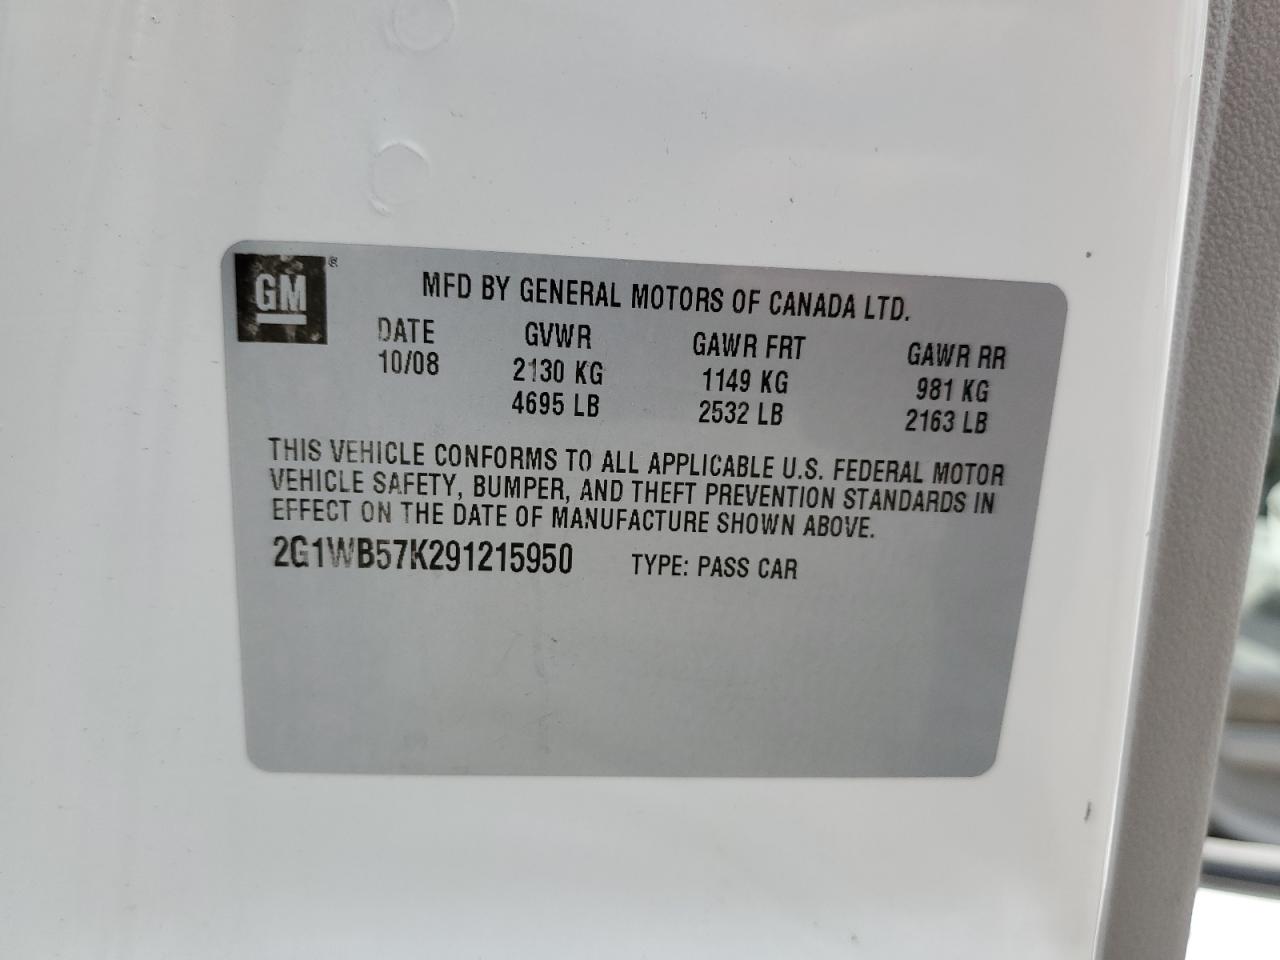 GM®
MFD BY GENERAL MOTORS OF CANADA LTD.
DATE GVWR GAWR FRT GAWR RR
10/08 2130 KG 1149 KG 981 KG
4695 LB 2532 LB 2163 LB
THIS VEHICLE CONFORMS TO ALL APPLICABLE U.S. FEDERAL MOTOR
VEHICLE SAFETY, BUMPER, AND THEFT PREVENTION STANDARDS IN
EFFECT ON THE DATE OF MANUFACTURE SHOWN ABOVE.
2G1WB57K291215950 TYPE: PASS CAR